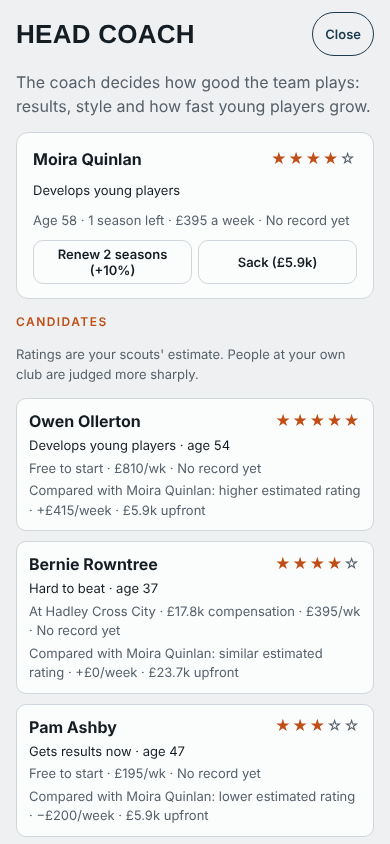 HEAD COACH
Close
The coach decides how good the team plays:
results, style and how fast young players grow.
Moira Quinlan ★★★★☆
Develops young players
Age 58 · 1 season left · £395 a week · No record yet
Renew 2 seasons
(+10%)
Sack (£5.9k)
CANDIDATES
Ratings are your scouts' estimate. People at your own
club are judged more sharply.
Owen Ollerton ★★★★★
Develops young players · age 54
Free to start · £810/wk · No record yet
Compared with Moira Quinlan: higher estimated rating
· +£415/week · £5.9k upfront
Bernie Rowntree ★★★★☆
Hard to beat · age 37
At Hadley Cross City · £17.8k compensation · £395/wk
· No record yet
Compared with Moira Quinlan: similar estimated
rating · +£0/week · £23.7k upfront
Pam Ashby ★★★☆☆
Gets results now · age 47
Free to start · £195/wk · No record yet
Compared with Moira Quinlan: lower estimated rating
· −£200/week · £5.9k upfront